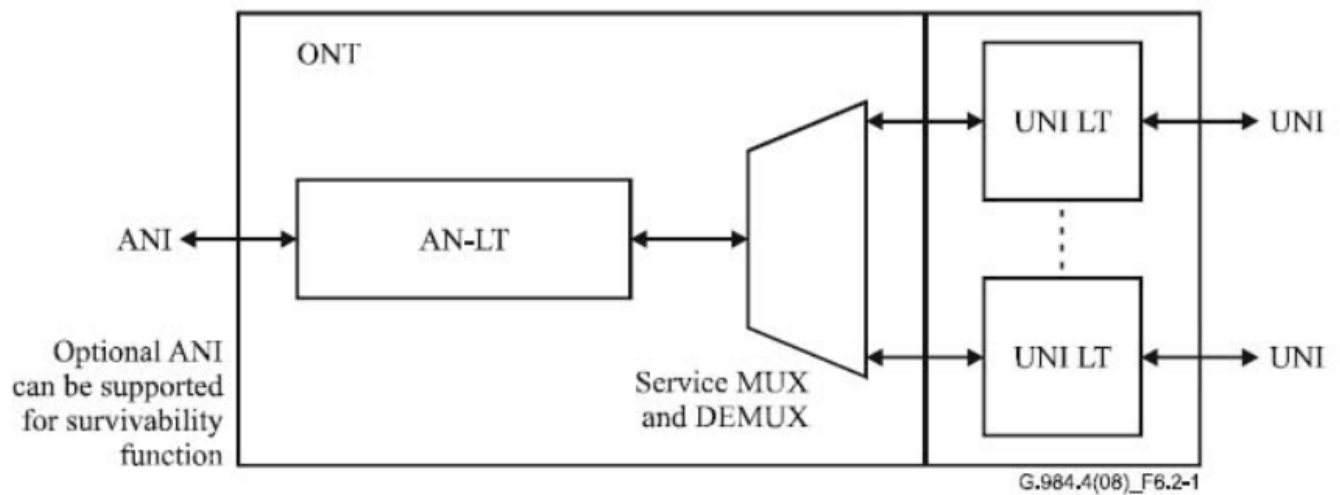 ONT
UNI LT
UNI
ANI
AN-LT
Optional ANI
can be supported
for survivability
function
Service MUX
and DEMUX
UNI LT
UNI
G.984.4(08)_F6.2-1